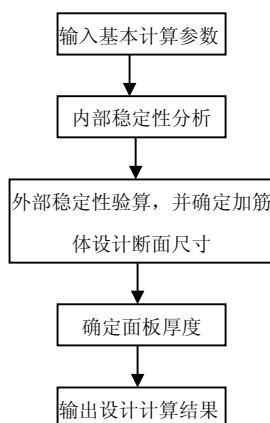 输入基本计算参数
内部稳定性分析
外部稳定性验算，并确定加筋
体设计断面尺寸
确定面板厚度
输出设计计算结果